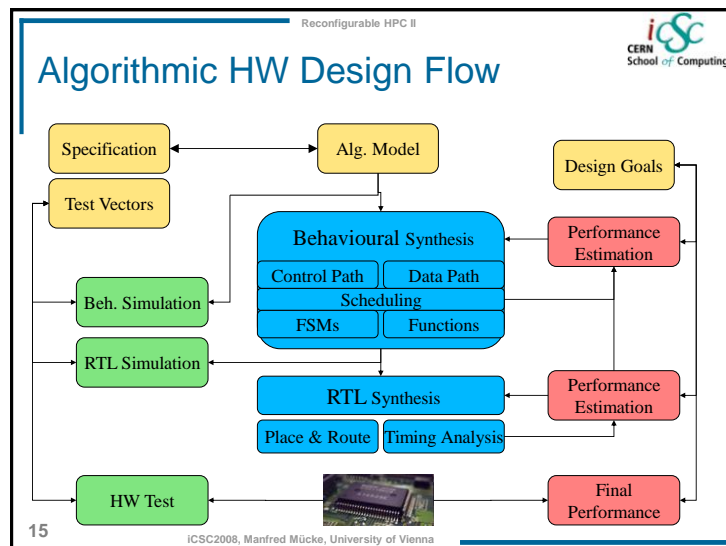 Reconfigurable HPC II
iCSC
CERN
School of Computing
Algorithmic HW Design Flow
Specification
Alg. Model
Design Goals
Test Vectors
Behavioural Synthesis
Performance
Estimation
Control Path
Data Path
Beh. Simulation
Scheduling
FSMs
Functions
RTL Simulation
RTL Synthesis
Performance
Estimation
Place & Route
Timing Analysis
HW Test
Final
Performance
15
iCSC2008, Manfred Mücke, University of Vienna